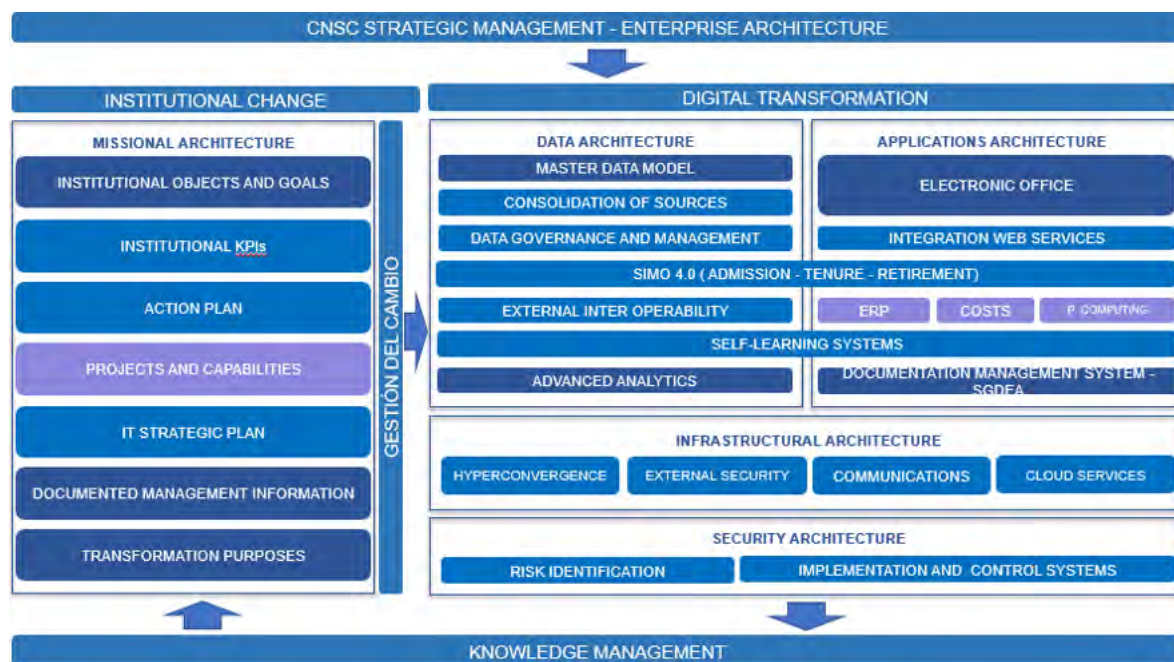 CNSC STRATEGIC MANAGEMENT - ENTERPRISE ARCHITECTURE
INSTITUTIONAL CHANGE
MISSIONAL ARCHITECTURE
INSTITUTIONAL OBJECTS AND GOALS
INSTITUTIONAL KPIs
ACTION PLAN
PROJECTS AND CAPABILITIES
IT STRATEGIC PLAN
DOCUMENTED MANAGEMENT INFORMATION
TRANSFORMATION PURPOSES
GESTIÓN DEL CAMBIO
DIGITAL TRANSFORMATION
DATA ARCHITECTURE
MASTER DATA MODEL
CONSOLIDATION OF SOURCES
DATA GOVERNANCE AND MANAGEMENT
APPLICATIONS ARCHITECTURE
ELECTRONIC OFFICE
INTEGRATION WEB SERVICES
SIMO 4.0 ( ADMISSION - TENURE - RETIREMENT)
EXTERNAL INTER OPERABILITY
ERP
COSTS
P. COMPUTING
SELF-LEARNING SYSTEMS
ADVANCED ANALYTICS
DOCUMENTATION MANAGEMENT SYSTEM -
SGDEA
INFRASTRUCTURAL ARCHITECTURE
HYPERCONVERGENCE
EXTERNAL SECURITY
COMMUNICATIONS
CLOUD SERVICES
SECURITY ARCHITECTURE
RISK IDENTIFICATION
IMPLEMENTATION AND CONTROL SYSTEMS
KNOWLEDGE MANAGEMENT